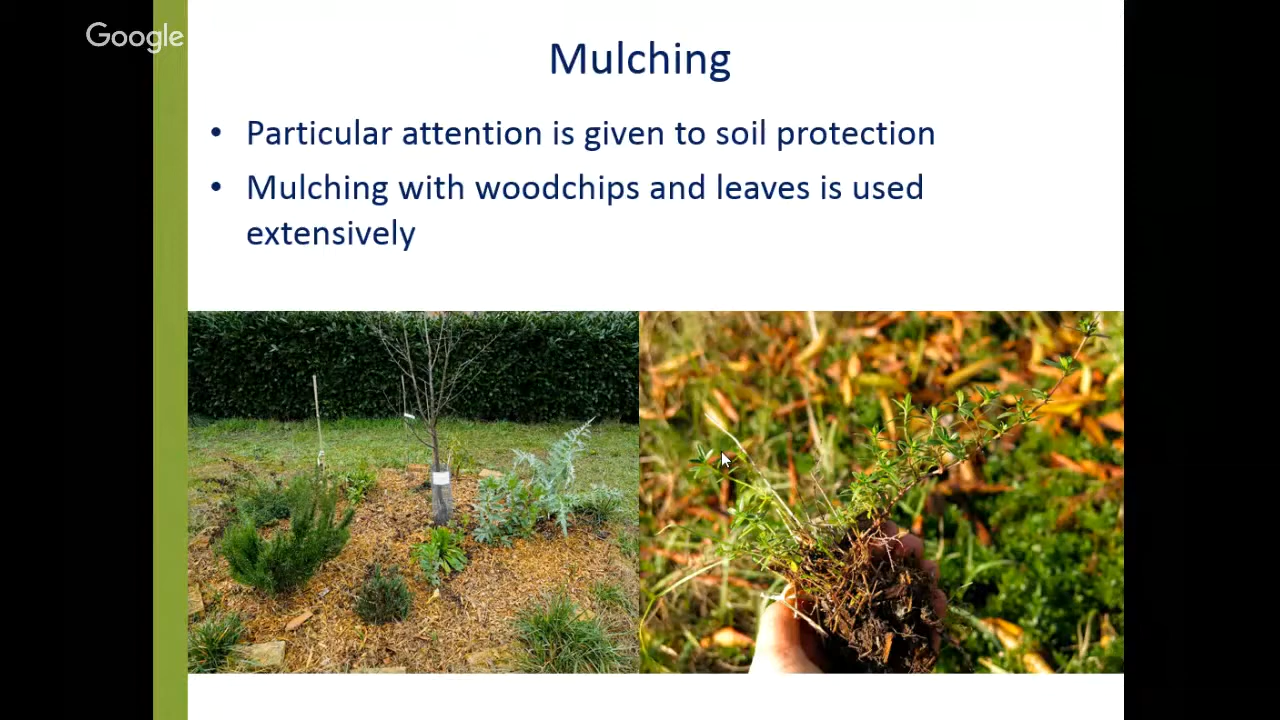 Google
Mulching
• Particular attention is given to soil protection
• Mulching with woodchips and leaves is used
extensively